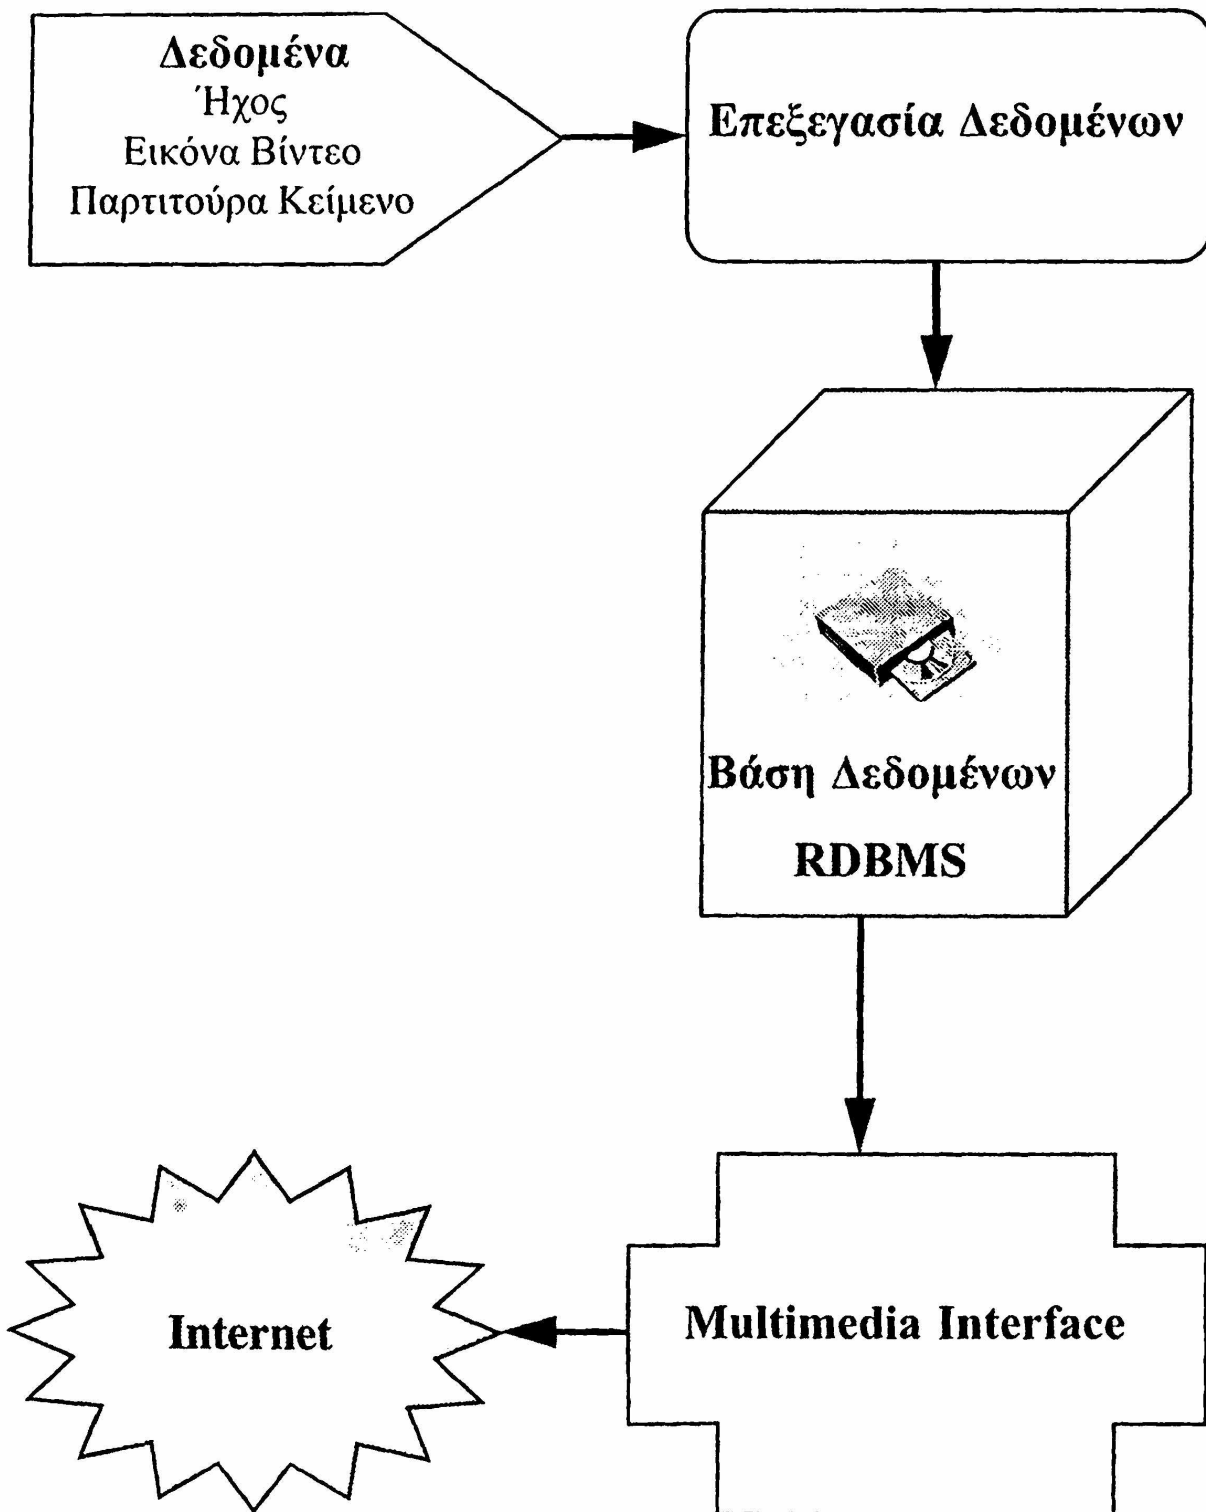 Δεδομένα
Ήχος
Εικόνα Βίντεο
Παρτιτούρα Κείμενο
Επεξεγασία Δεδομένων
Βάση Δεδομένων
RDBMS
Internet
Multimedia Interface